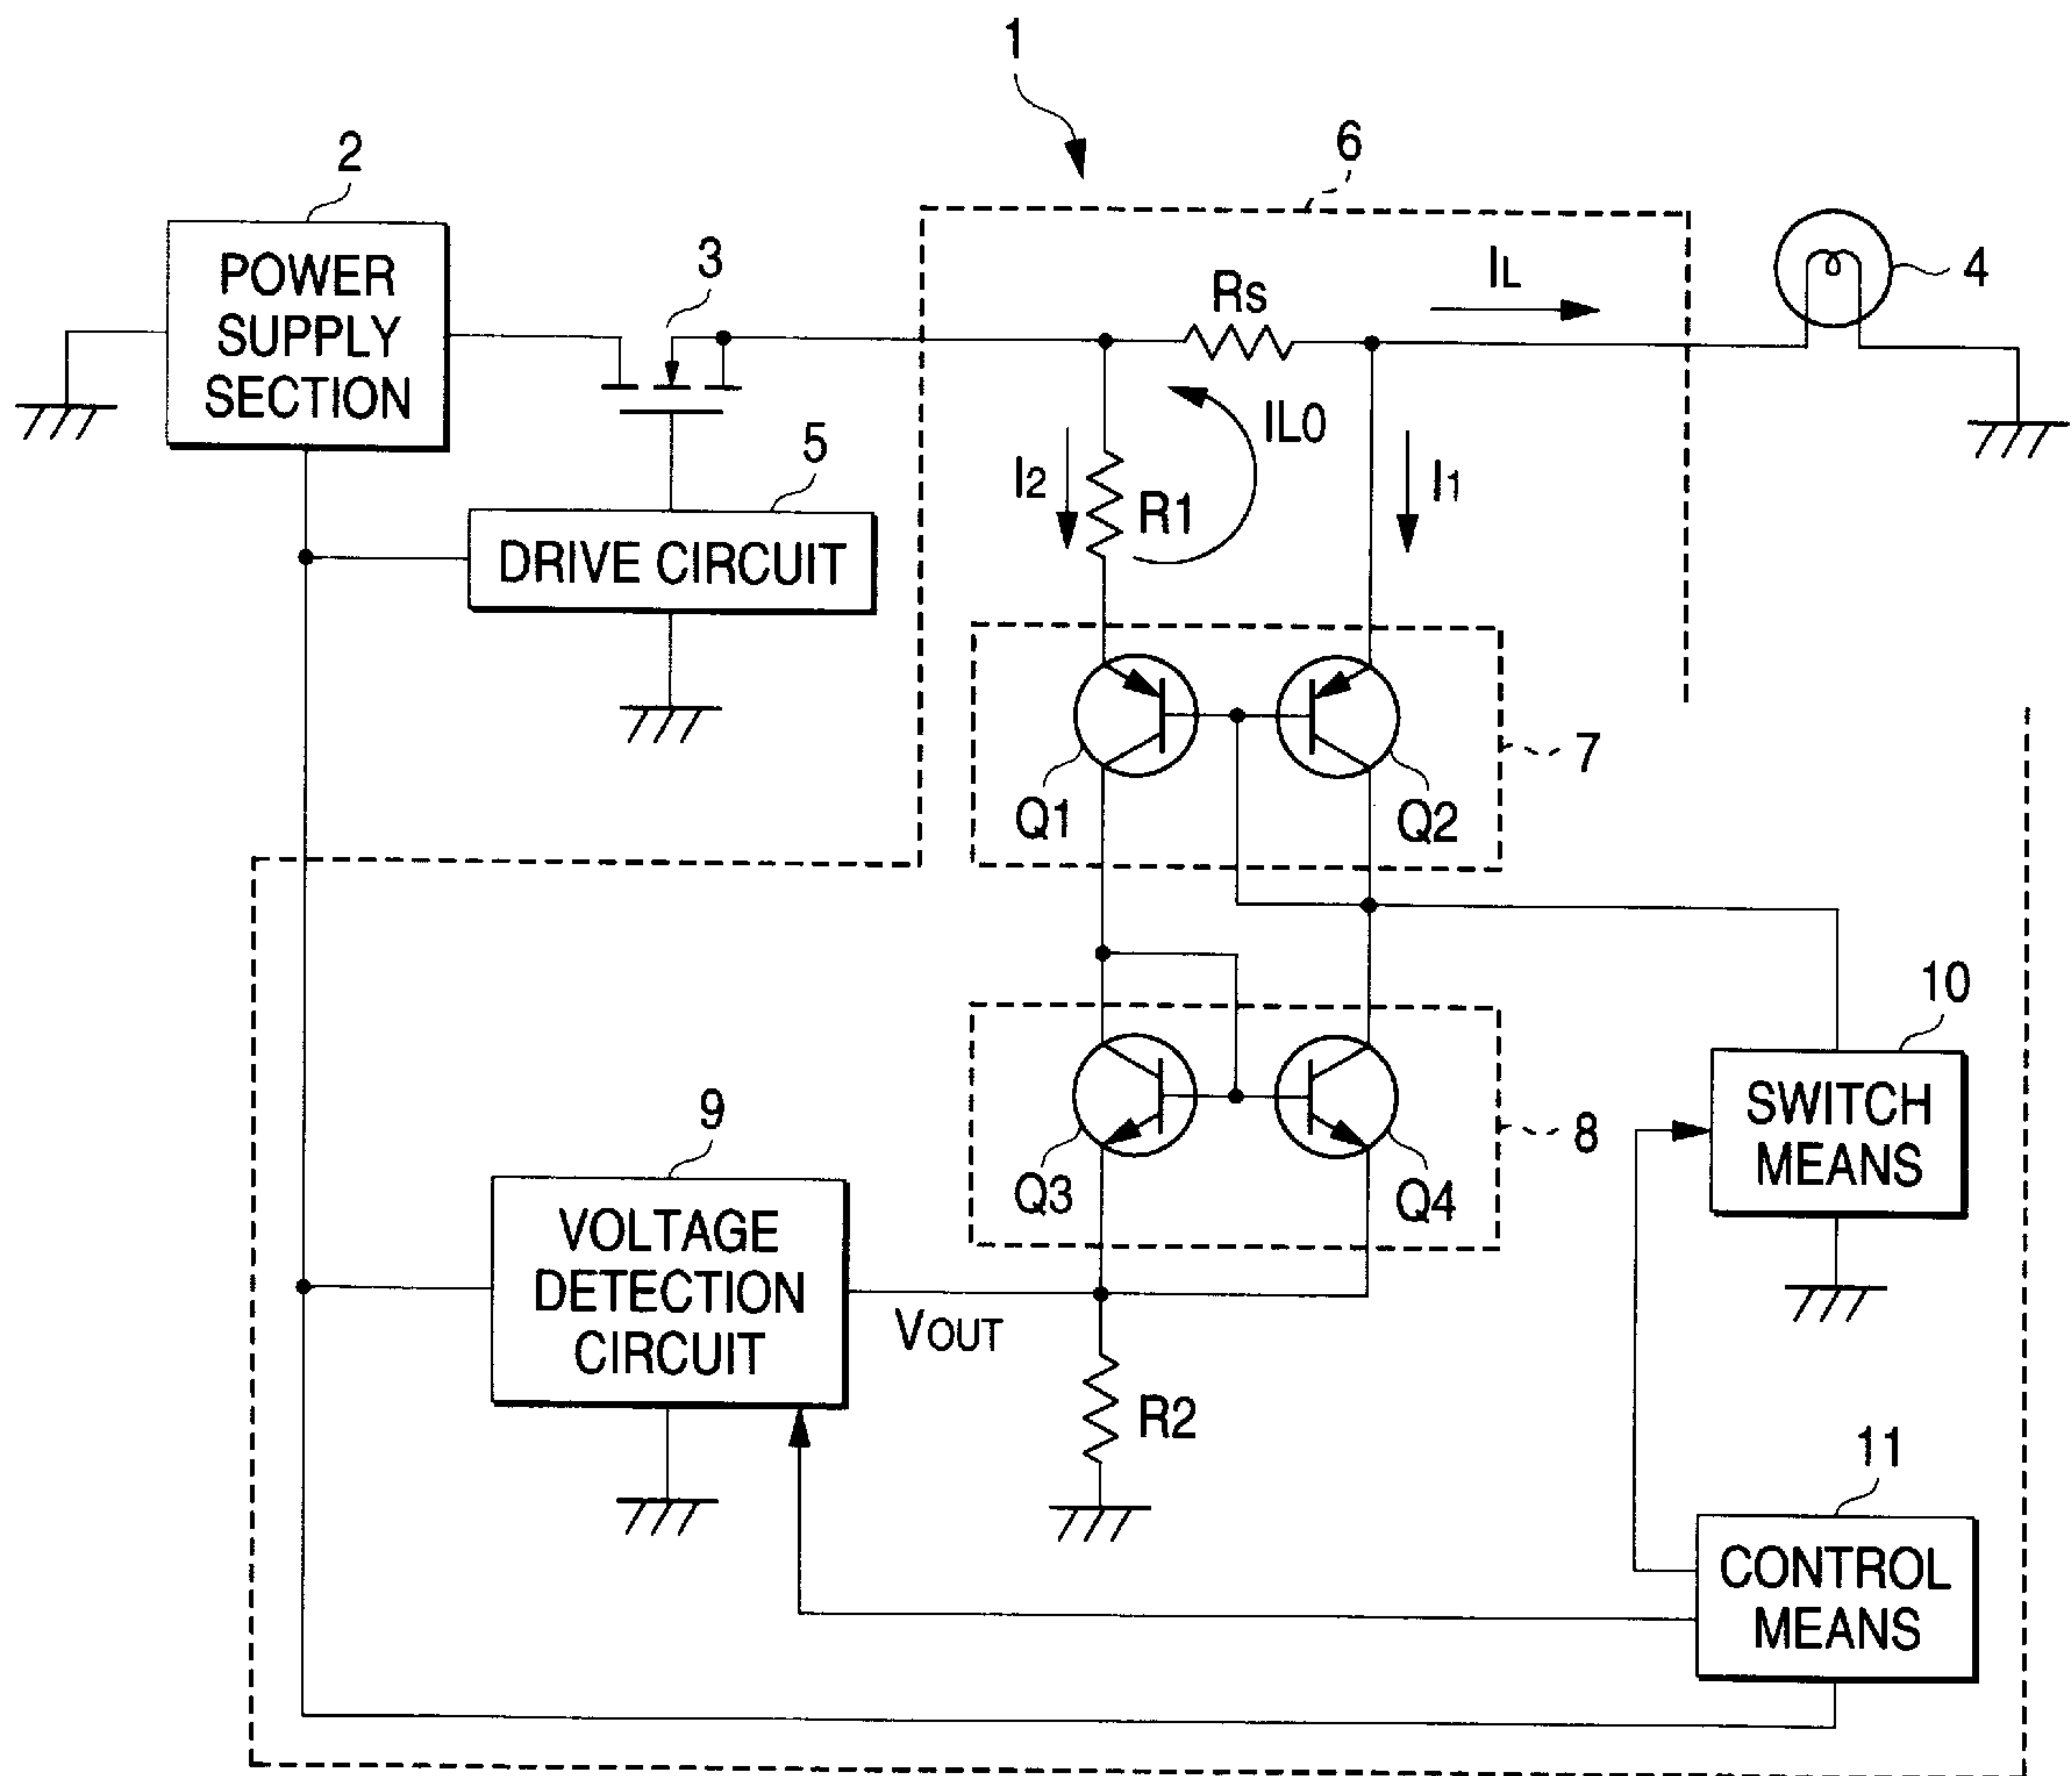 1
2
6
POWER
SUPPLY
SECTION
3
Rs
IL
4
5
I2
R1
IL0
I1
DRIVE CIRCUIT
Q1
Q2
7
10
9
SWITCH
MEANS
8
Q3
Q4
VOLTAGE
DETECTION
CIRCUIT
VOUT
R2
11
CONTROL
MEANS